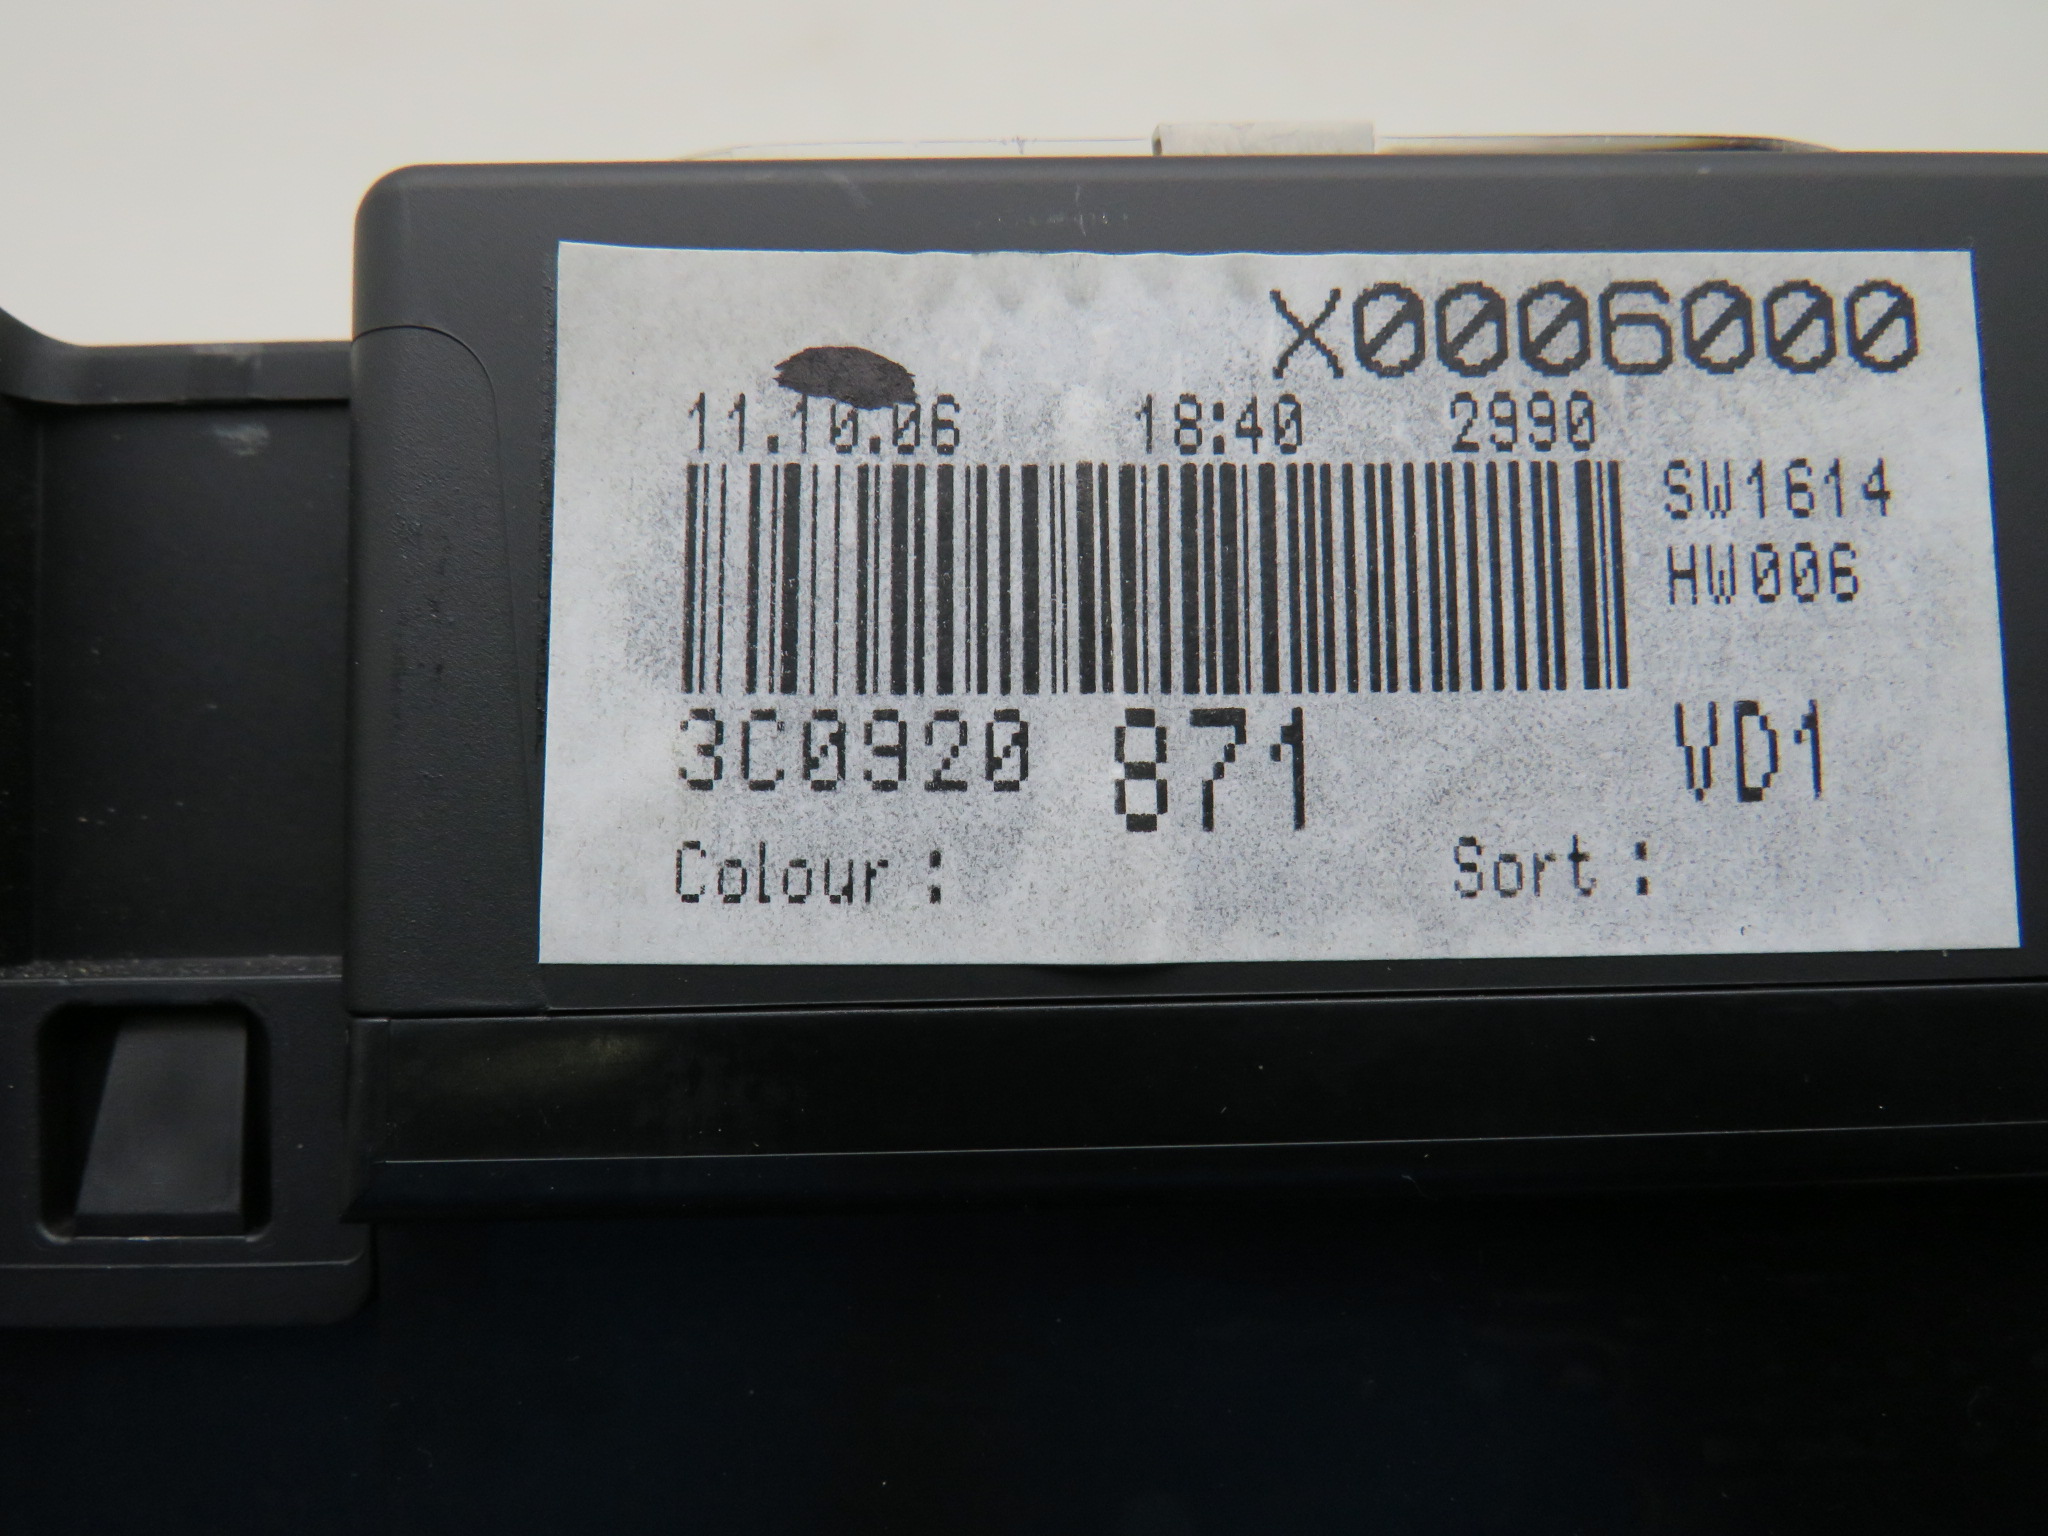 X0006000
11.10.06 18:40 2990
SW1614
HW006
3C0920 871 VD1
Colour : Sort :